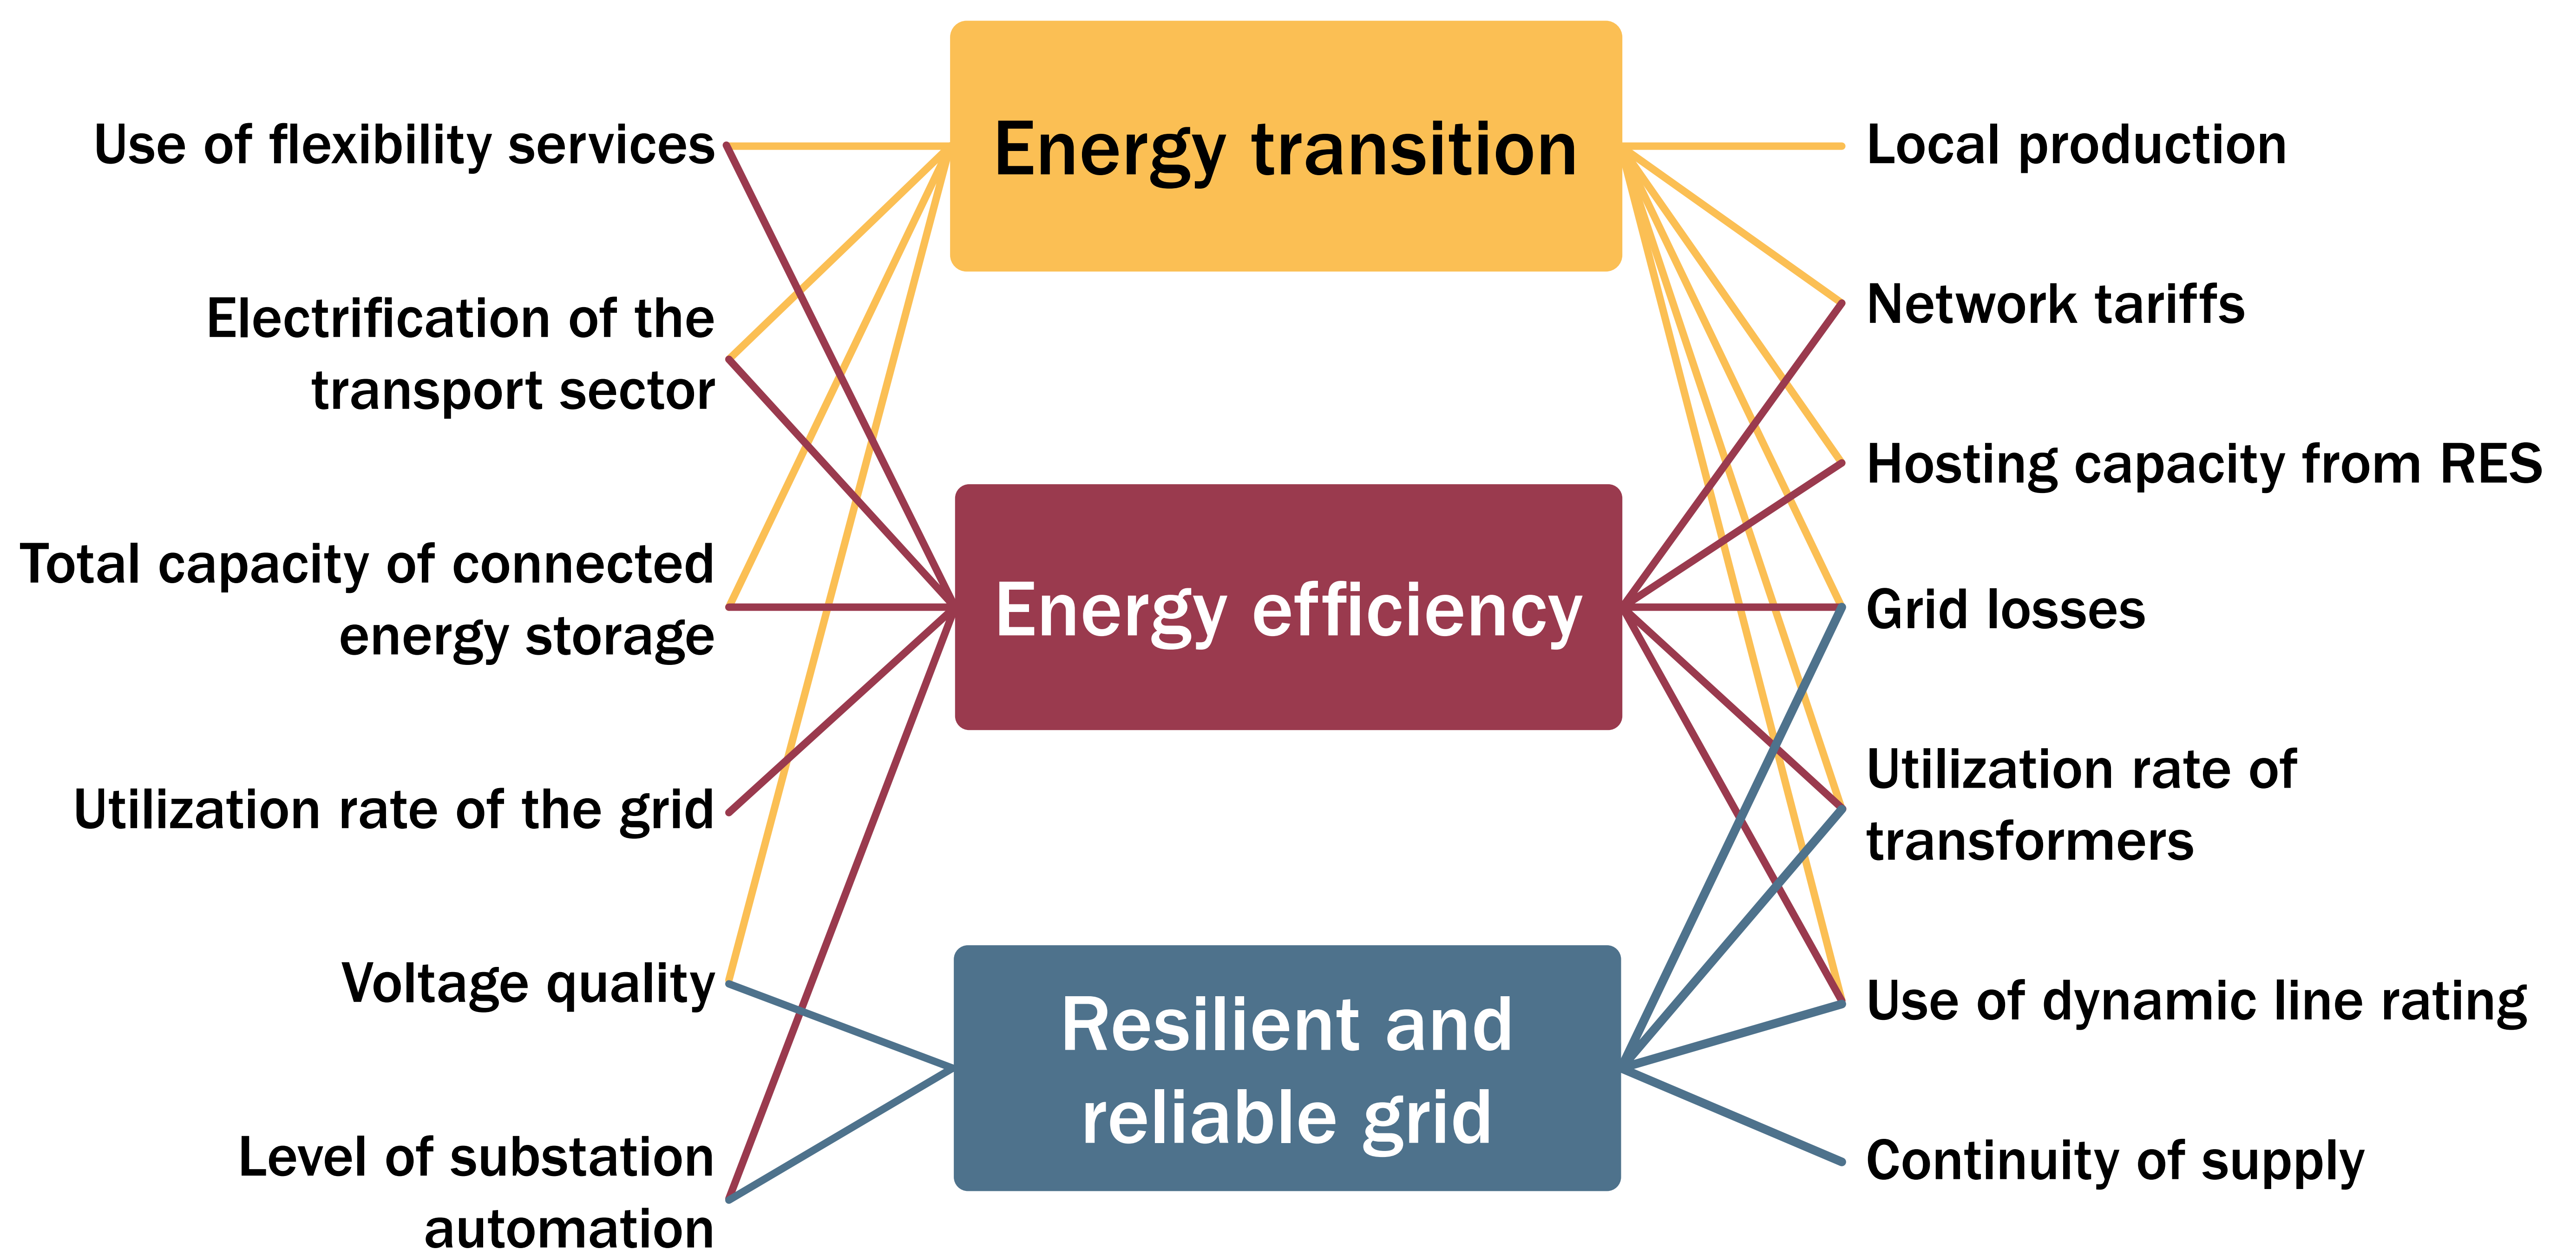 Energy transition
Energy efficiency
Resilient and
reliable grid
Use of flexibility services
Electrification of the
transport sector
Total capacity of connected
energy storage
Utilization rate of the grid
Voltage quality
Level of substation
automation
Local production
Network tariffs
Hosting capacity from RES
Grid losses
Utilization rate of
transformers
Use of dynamic line rating
Continuity of supply